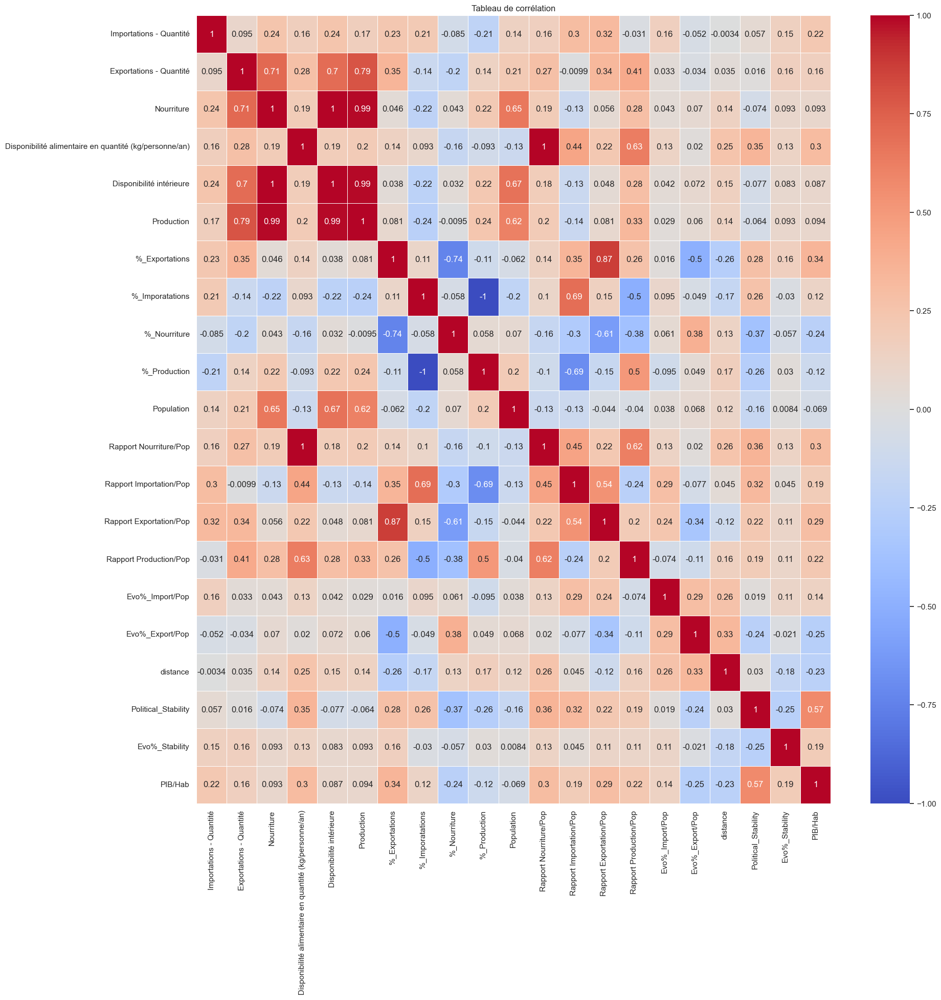 Tableau de corrélation
Importations - Quantité 1 0.095 0.24 0.16 0.24 0.17 0.23 0.21 -0.085 -0.21 0.14 0.16 0.3 0.32 -0.031 0.16 -0.052 -0.0034 0.057 0.15 0.22
Exportations - Quantité 0.095 1 0.71 0.28 0.7 0.79 0.35 -0.14 -0.2 0.14 0.21 0.27 -0.0099 0.34 0.41 0.033 -0.034 0.035 0.016 0.16 0.16
Nourriture 0.24 0.71 1 0.19 1 0.99 0.046 -0.22 0.043 0.22 0.65 0.19 -0.13 0.056 0.28 0.043 0.07 0.14 -0.074 0.093 0.093
Disponibilité alimentaire en quantité (kg/personne/an) 0.16 0.28 0.19 1 0.19 0.2 0.14 0.093 -0.16 -0.093 -0.13 1 0.44 0.22 0.63 0.13 0.02 0.25 0.35 0.13 0.3
Disponibilité intérieure 0.24 0.7 1 0.19 1 0.99 0.038 -0.22 0.032 0.22 0.67 0.18 -0.13 0.048 0.28 0.042 0.072 0.15 -0.077 0.083 0.087
Production 0.17 0.79 0.99 0.2 0.99 1 0.081 -0.24 -0.0095 0.24 0.62 0.2 -0.14 0.081 0.33 0.029 0.06 0.14 -0.064 0.093 0.094
%_Exportations 0.23 0.35 0.046 0.14 0.038 0.081 1 0.11 -0.74 -0.11 -0.062 0.14 0.35 0.87 0.26 0.016 -0.5 -0.26 0.28 0.16 0.34
%_Imporatations 0.21 -0.14 -0.22 0.093 -0.22 -0.24 0.11 1 -0.058 -1 -0.2 0.1 0.69 0.15 -0.5 0.095 -0.049 -0.17 0.26 -0.03 0.12
%_Nourriture -0.085 -0.2 0.043 -0.16 0.032 -0.0095 -0.74 -0.058 1 0.058 0.07 -0.16 -0.3 -0.61 -0.38 0.061 0.38 0.13 -0.37 -0.057 -0.24
%_Production -0.21 0.14 0.22 -0.093 0.22 0.24 -0.11 -1 0.058 1 0.2 -0.1 -0.69 -0.15 0.5 -0.095 0.049 0.17 -0.26 0.03 -0.12
Population 0.14 0.21 0.65 -0.13 0.67 0.62 -0.062 -0.2 0.07 0.2 1 -0.13 -0.13 -0.044 -0.04 0.038 0.068 0.12 -0.16 0.0084 -0.069
Rapport Nourriture/Pop 0.16 0.27 0.19 1 0.18 0.2 0.14 0.1 -0.16 -0.1 -0.13 1 0.45 0.22 0.62 0.13 0.02 0.26 0.36 0.13 0.3
Rapport Importation/Pop 0.3 -0.0099 -0.13 0.44 -0.13 -0.14 0.35 0.69 -0.3 -0.69 -0.13 0.45 1 0.54 -0.24 0.29 -0.077 0.045 0.32 0.045 0.19
Rapport Exportation/Pop 0.32 0.34 0.056 0.22 0.048 0.081 0.87 0.15 -0.61 -0.15 -0.044 0.22 0.54 1 0.2 0.24 -0.34 -0.12 0.22 0.11 0.29
Rapport Production/Pop -0.031 0.41 0.28 0.63 0.28 0.33 0.26 -0.5 -0.38 0.5 -0.04 0.62 -0.24 0.2 1 -0.074 -0.11 0.16 0.19 0.11 0.22
Evo%_Import/Pop 0.16 0.033 0.043 0.13 0.042 0.029 0.016 0.095 0.061 -0.095 0.038 0.13 0.29 0.24 -0.074 1 0.29 0.26 0.019 0.11 0.14
Evo%_Export/Pop -0.052 -0.034 0.07 0.02 0.072 0.06 -0.5 -0.049 0.38 0.049 0.068 0.02 -0.077 -0.34 -0.11 0.29 1 0.33 -0.24 -0.021 -0.25
distance -0.0034 0.035 0.14 0.25 0.15 0.14 -0.26 -0.17 0.13 0.17 0.12 0.26 0.045 -0.12 0.16 0.26 0.33 1 0.03 -0.18 -0.23
Political_Stability 0.057 0.016 -0.074 0.35 -0.077 -0.064 0.28 0.26 -0.37 -0.26 -0.16 0.36 0.32 0.22 0.19 0.019 -0.24 0.03 1 -0.25 0.57
Evo%_Stability 0.15 0.16 0.093 0.13 0.083 0.093 0.16 -0.03 -0.057 0.03 0.0084 0.13 0.045 0.11 0.11 0.11 -0.021 -0.18 -0.25 1 0.19
PIB/Hab 0.22 0.16 0.093 0.3 0.087 0.094 0.34 0.12 -0.24 -0.12 -0.069 0.3 0.19 0.29 0.22 0.14 -0.25 -0.23 0.57 0.19 1
Importations - Quantité
Exportations - Quantité
Nourriture
Disponibilité alimentaire en quantité (kg/personne/an)
Disponibilité intérieure
Production
%_Exportations
%_Imporatations
%_Nourriture
%_Production
Population
Rapport Nourriture/Pop
Rapport Importation/Pop
Rapport Exportation/Pop
Rapport Production/Pop
Evo%_Import/Pop
Evo%_Export/Pop
distance
Political_Stability
Evo%_Stability
PIB/Hab
1.00
0.75
0.50
0.25
0.00
−0.25
−0.50
−0.75
−1.00